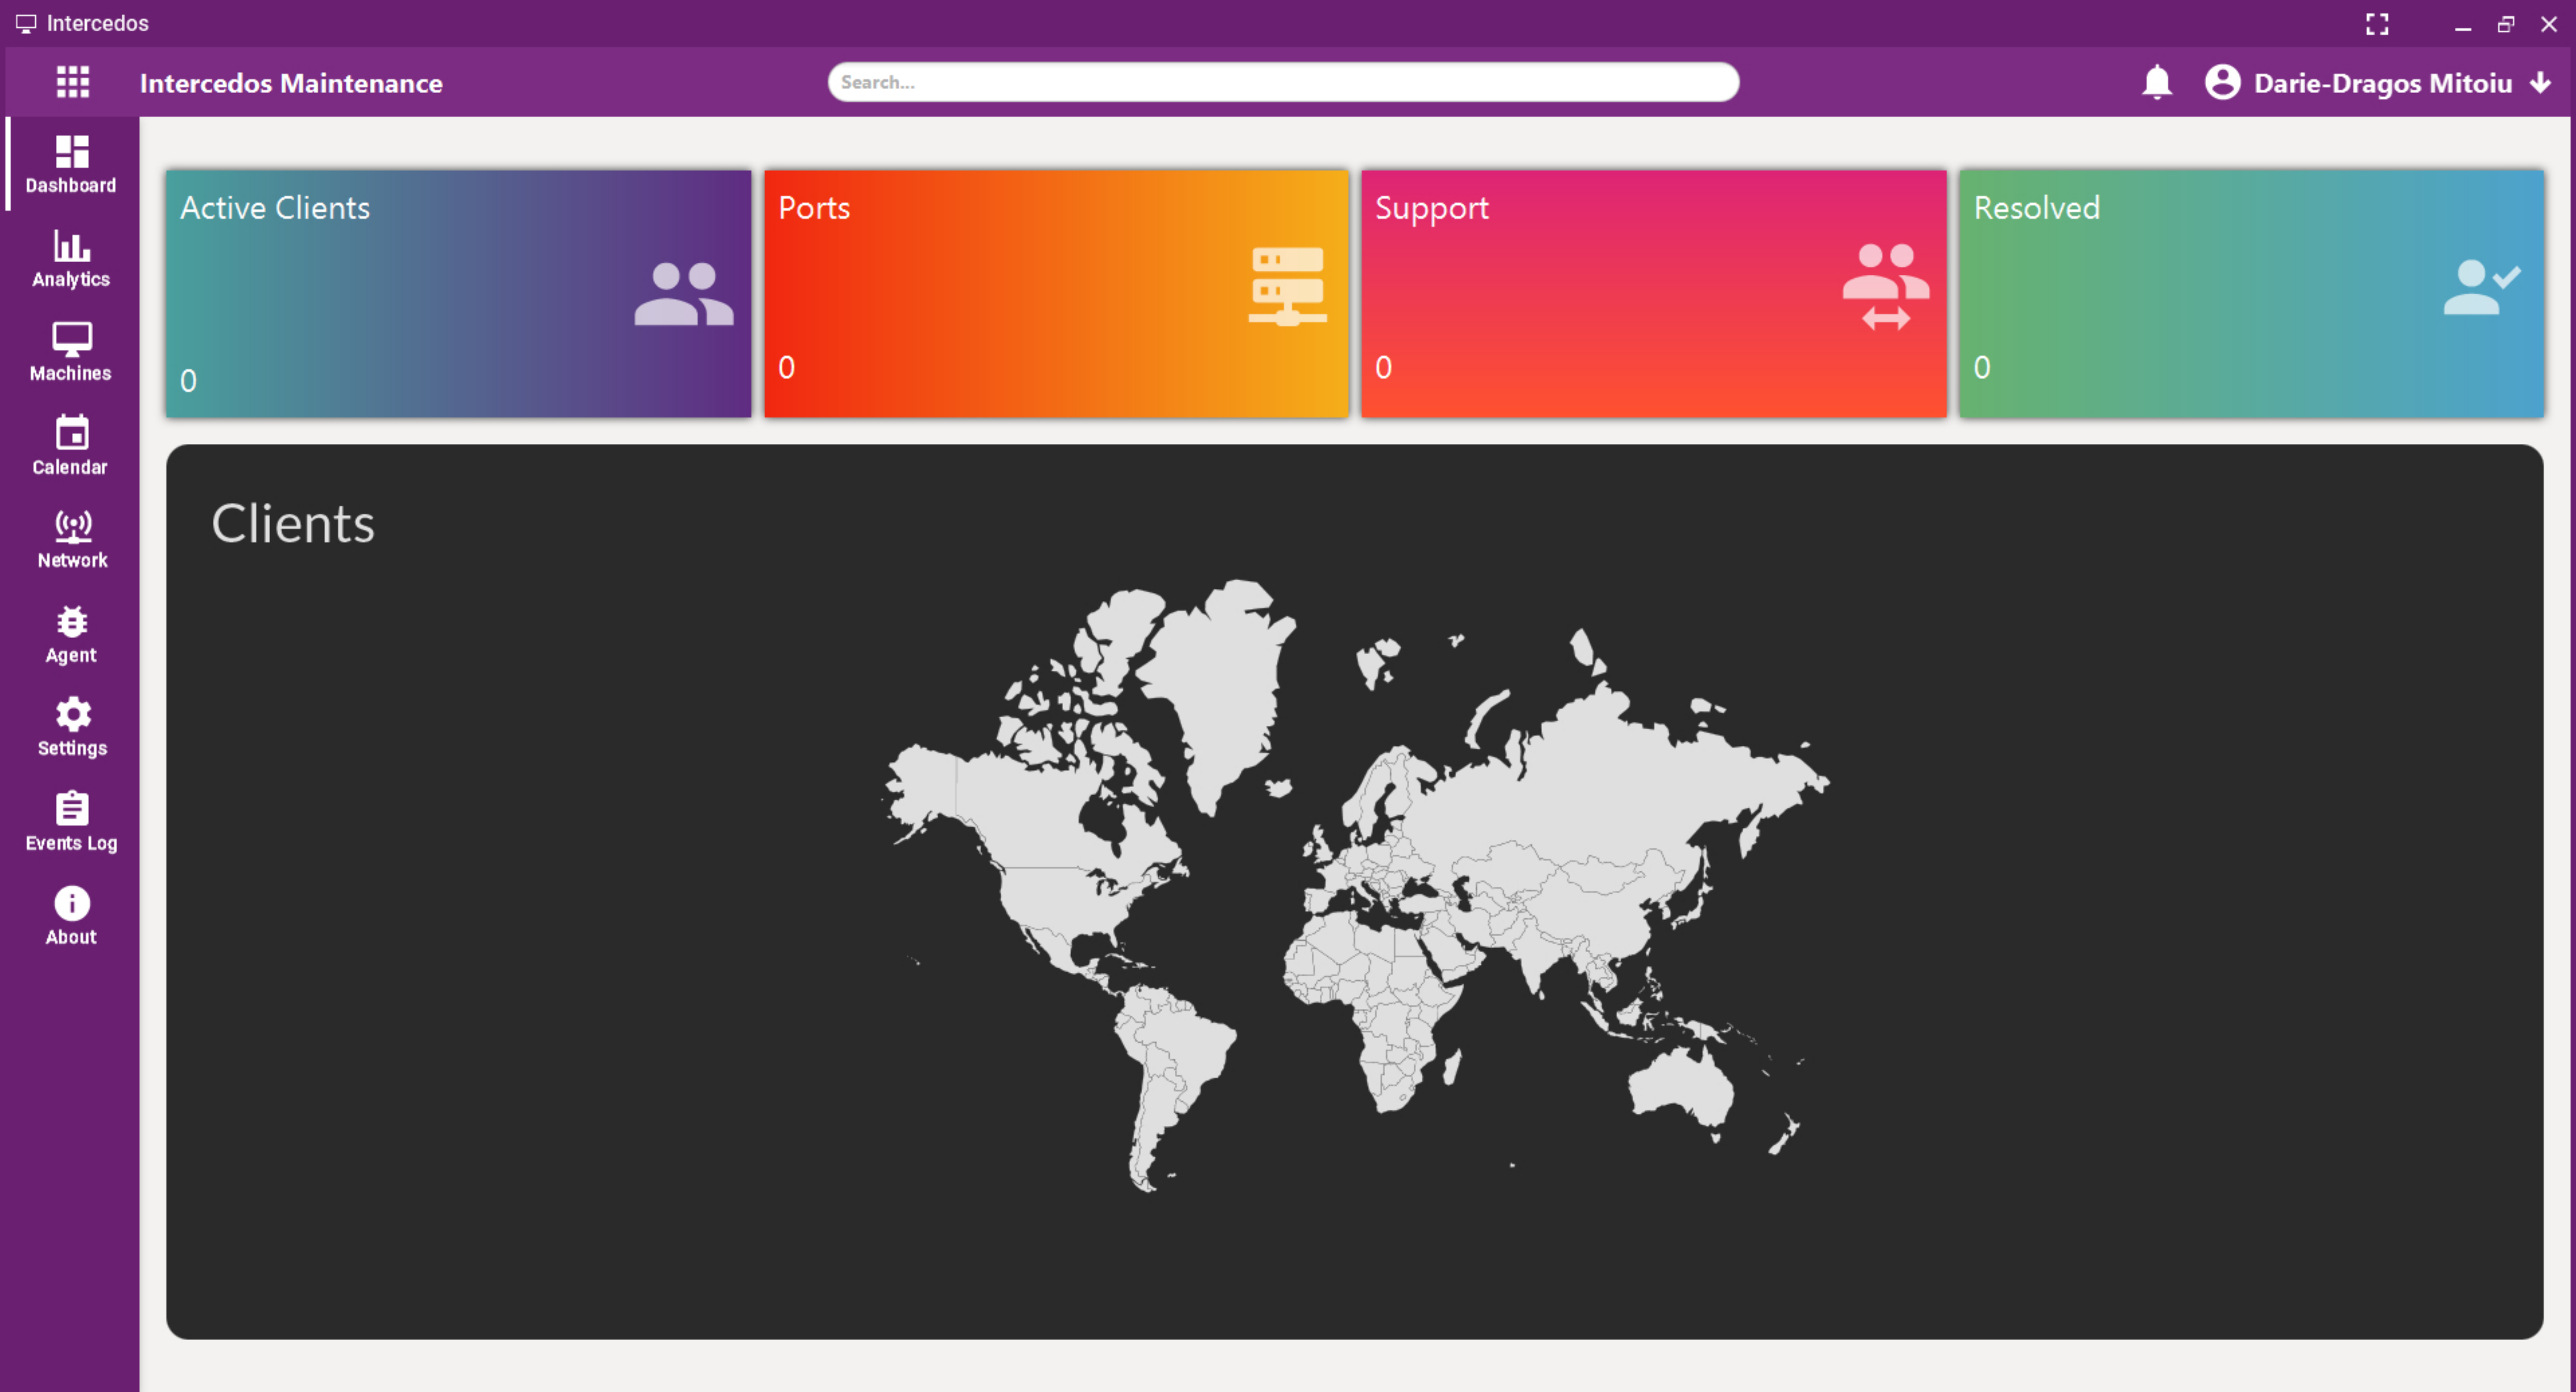 Intercedos
Intercedos Maintenance
Search...
Darie-Dragos Mitoiu
Dashboard
Analytics
Machines
Calendar
Network
Agent
Settings
Events Log
About
Active Clients
0
Ports
0
Support
0
Resolved
0
Clients